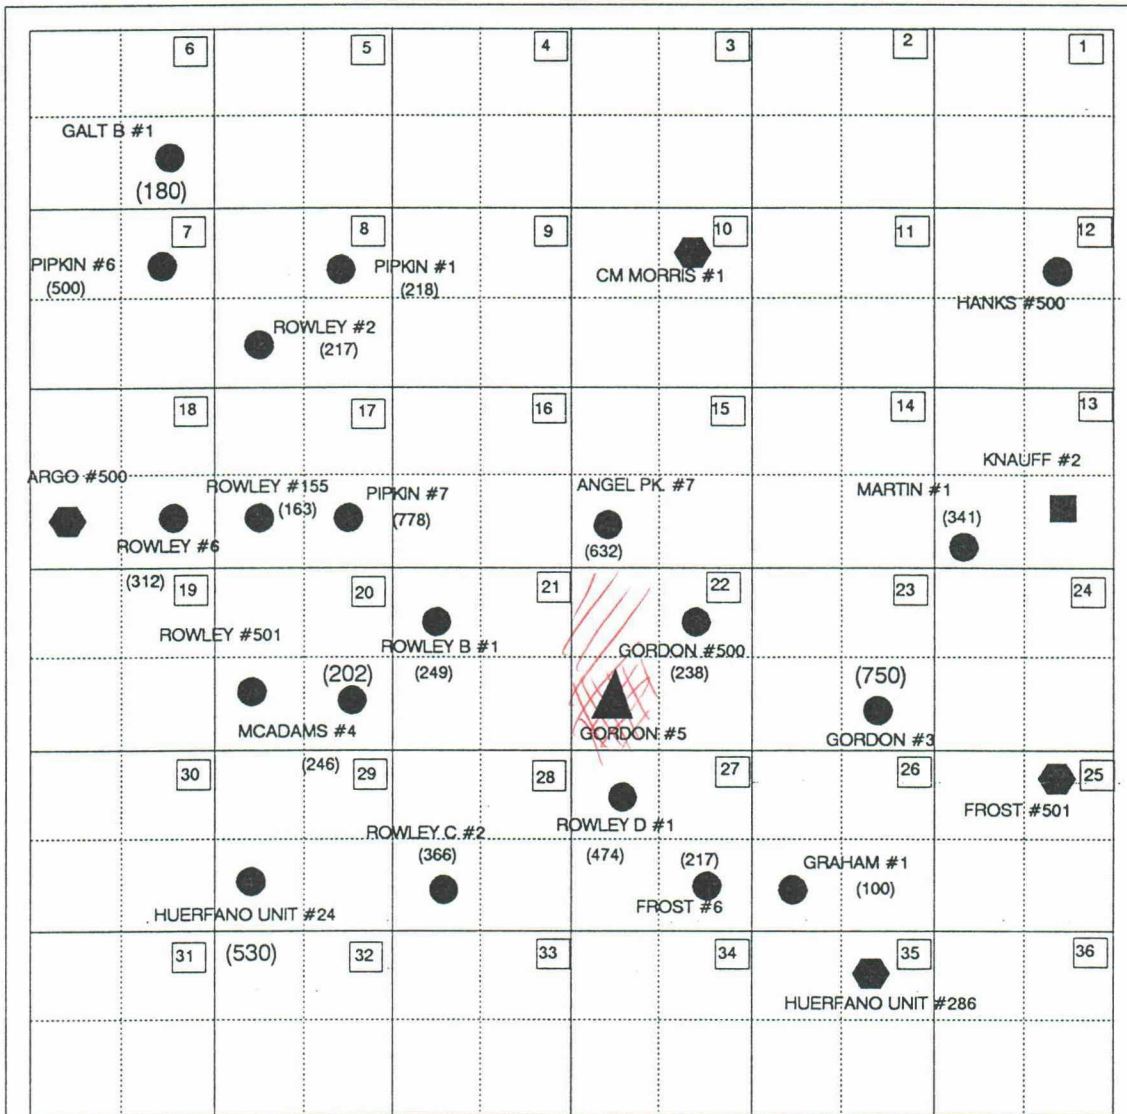 6
5
4
3
2
1
GALT B #1
(180)
7
8
9
10
11
12
PIPKIN #6
(500)
PIPKIN #1
(218)
CM MORRIS #1
HANKS #500
ROWLEY #2
(217)
18
17
16
15
14
13
ARGO #500
ROWLEY #155
(163)
PIPKIN #7
(778)
ANGEL PK. #7
(632)
MARTIN #1
(341)
KNAUFF #2
ROWLEY #6
(312)
19
20
21
22
23
24
ROWLEY #501
ROWLEY B #1
(249)
GORDON #500
(238)
(202)
(750)
MCADAMS #4
(246)
GORDON #5
GORDON #3
30
29
28
27
26
25
FROST #501
ROWLEY C #2
(366)
ROWLEY D #1
(474)
(217)
FROST #6
GRAHAM #1
(100)
HUERFANO UNIT #24
(530)
31
32
33
34
35
36
HUERFANO UNIT #286